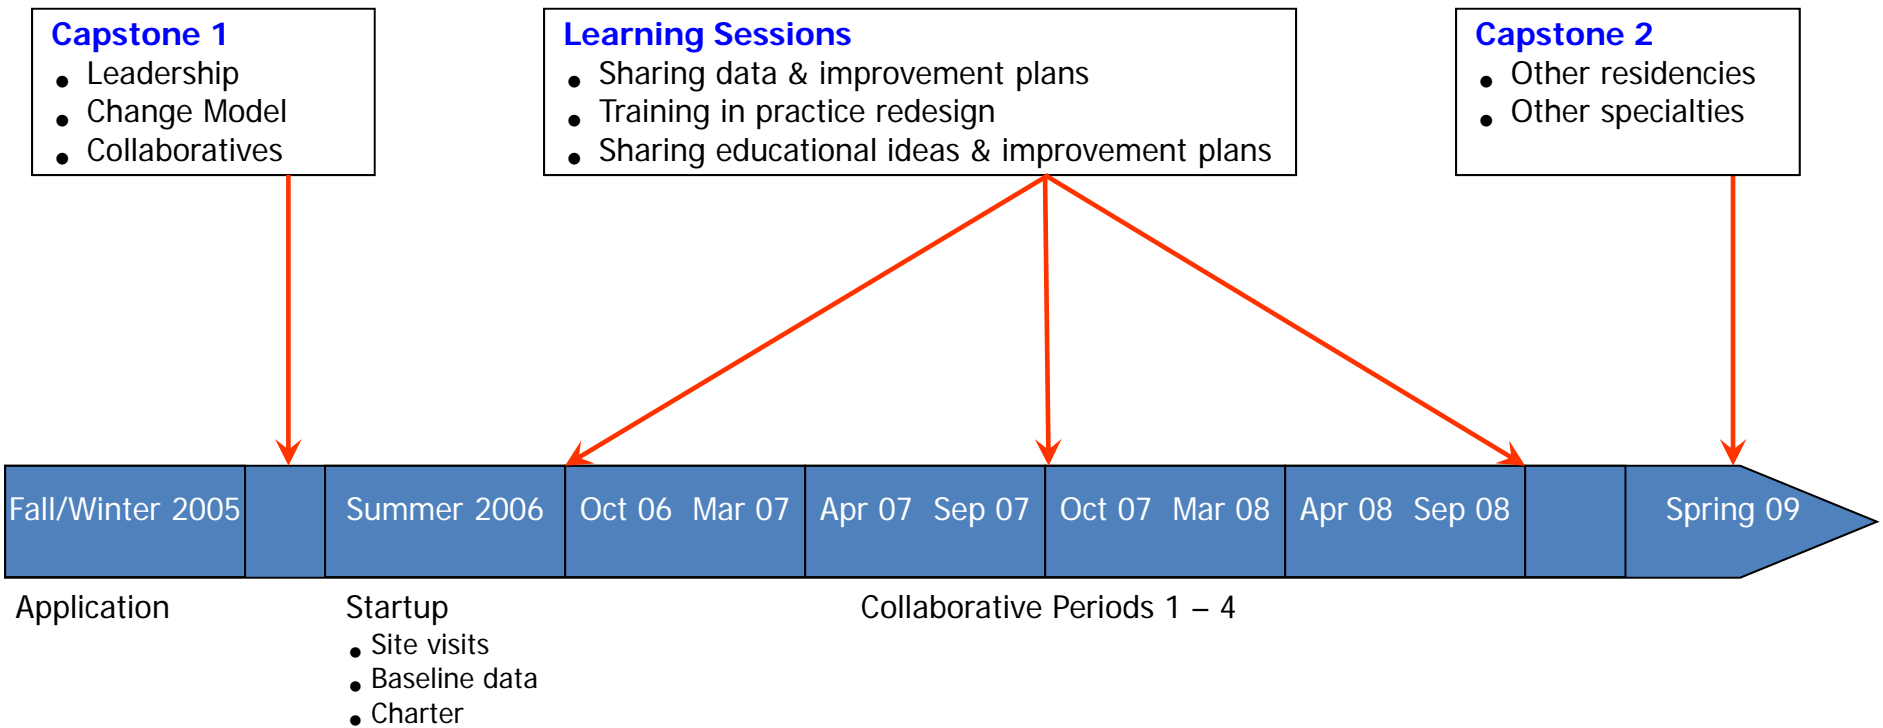 Capstone 1
• Leadership
• Change Model
• Collaboratives
Learning Sessions
• Sharing data & improvement plans
• Training in practice redesign
• Sharing educational ideas & improvement plans
Capstone 2
• Other residencies
• Other specialties
Fall/Winter 2005
Summer 2006
Oct 06 Mar 07
Apr 07 Sep 07
Oct 07 Mar 08
Apr 08 Sep 08
Spring 09
Application
Startup
• Site visits
• Baseline data
• Charter
Collaborative Periods 1 – 4